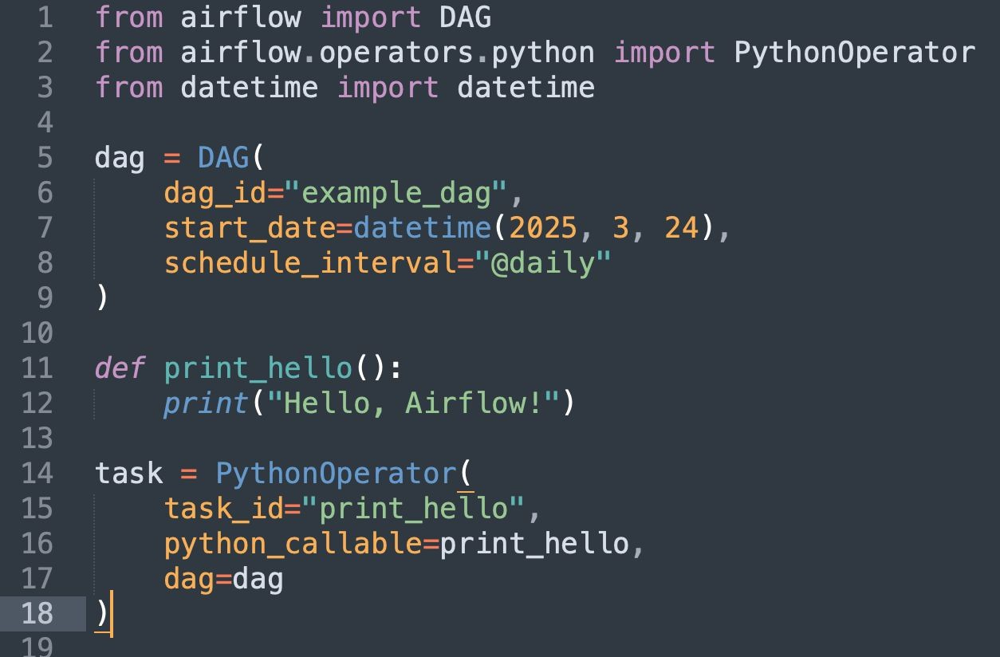 1 from airflow import DAG
2 from airflow.operators.python import PythonOperator
3 from datetime import datetime
4
5 dag = DAG(
6     dag_id="example_dag",
7     start_date=datetime(2025, 3, 24),
8     schedule_interval="@daily"
9 )
10
11 def print_hello():
12     print("Hello, Airflow!")
13
14 task = PythonOperator(
15     task_id="print_hello",
16     python_callable=print_hello,
17     dag=dag
18 )
19